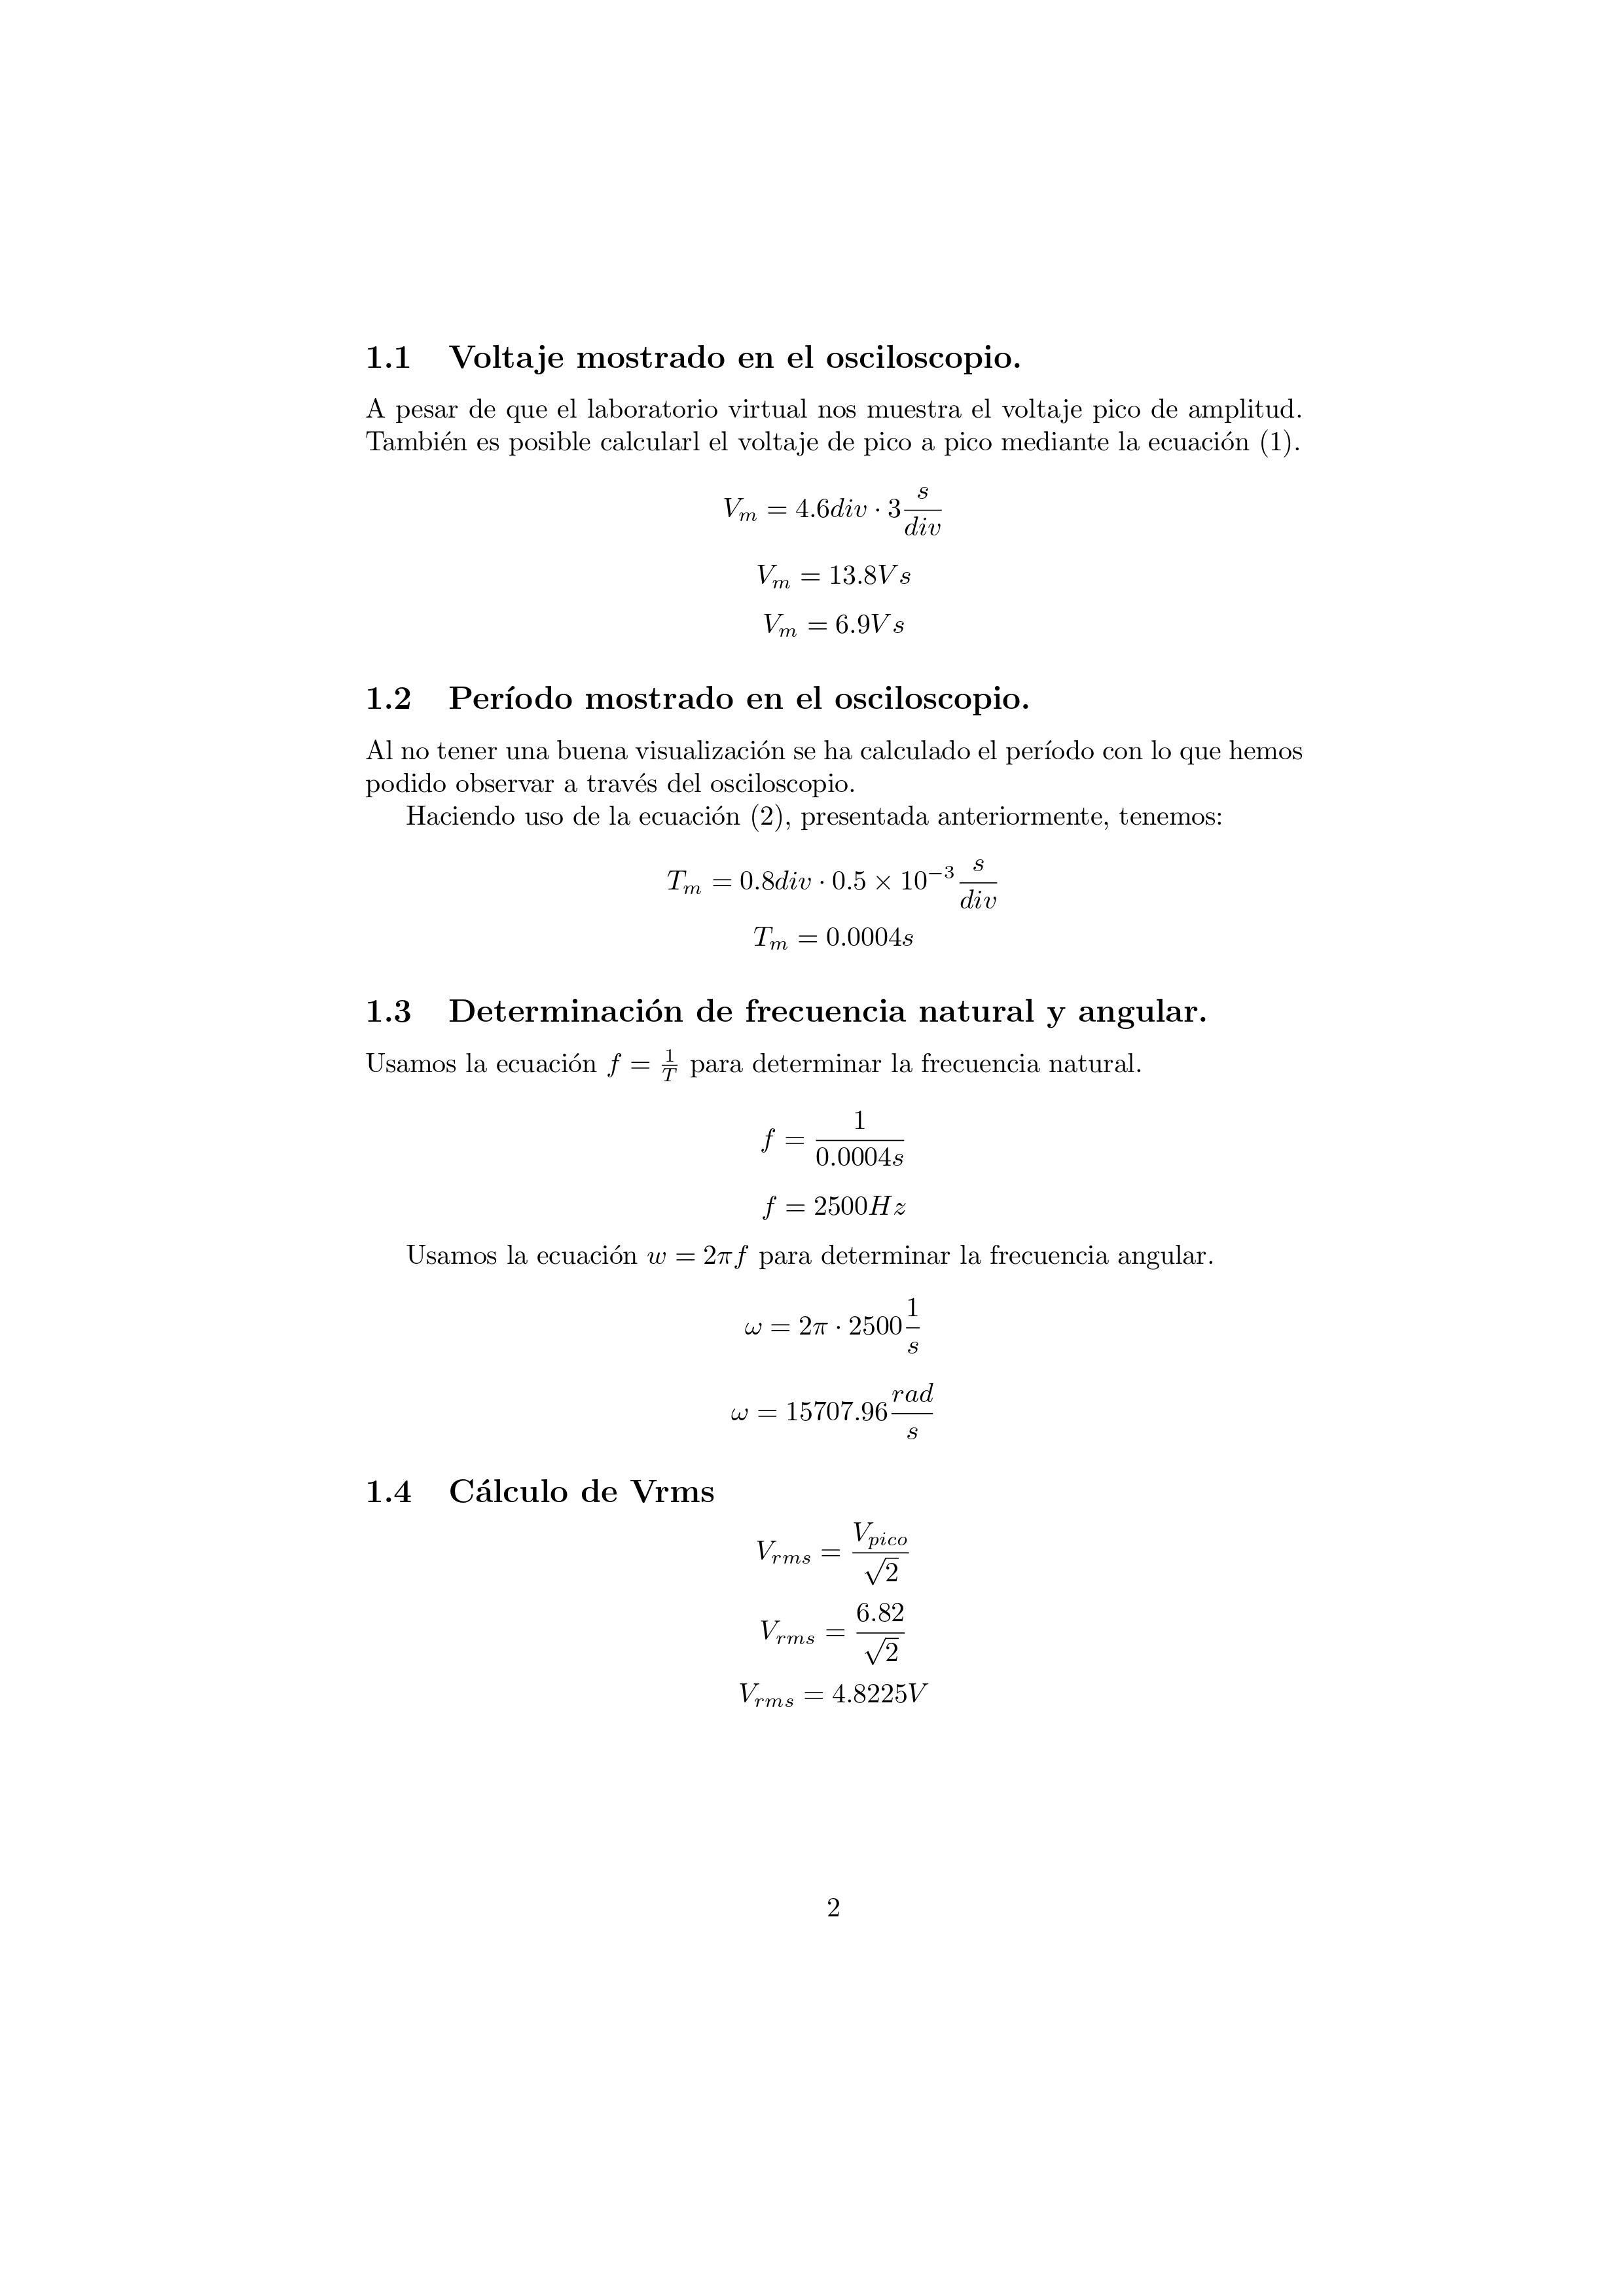 1.1 Voltaje mostrado en el osciloscopio.
A pesar de que el laboratorio virtual nos muestra el voltaje pico de amplitud.
También es posible calcularl el voltaje de pico a pico mediante la ecuación (1).
$V_m = 4.6div \cdot 3\frac{s}{div}$
$V_m = 13.8Vs$
$V_m = 6.9Vs$
1.2 Período mostrado en el osciloscopio.
Al no tener una buena visualización se ha calculado el período con lo que hemos
podido observar a través del osciloscopio.
Haciendo uso de la ecuación (2), presentada anteriormente, tenemos:
$T_m = 0.8div \cdot 0.5 \times 10^{-3}\frac{s}{div}$
$T_m = 0.0004s$
1.3 Determinación de frecuencia natural y angular.
Usamos la ecuación $f = \frac{1}{T}$ para determinar la frecuencia natural.
$f = \frac{1}{0.0004s}$
$f = 2500Hz$
Usamos la ecuación $w = 2\pi f$ para determinar la frecuencia angular.
$\omega = 2\pi \cdot 2500\frac{1}{s}$
$\omega = 15707.96\frac{rad}{s}$
1.4 Cálculo de Vrms
$V_{rms} = \frac{V_{pico}}{\sqrt{2}}$
$V_{rms} = \frac{6.82}{\sqrt{2}}$
$V_{rms} = 4.8225V$
2